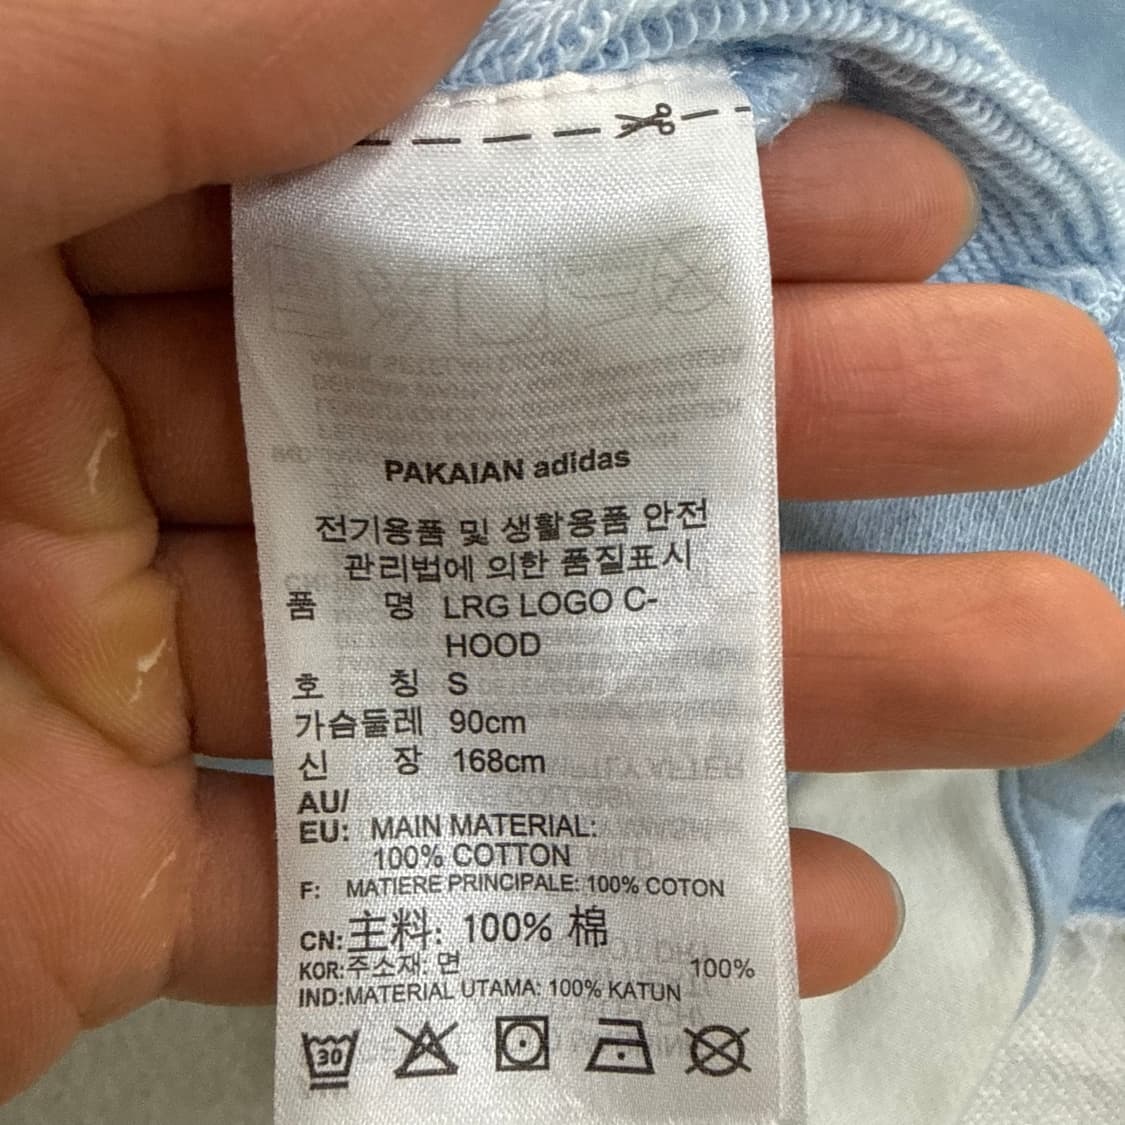 PAKAIAN adidas
전기용품 및 생활용품 안전
관리법에 의한 품질표시
품 명 LRG LOGO C-
HOOD
호 칭 S
가슴둘레 90cm
신 장 168cm
AU/
EU: MAIN MATERIAL:
100% COTTON
F: MATIERE PRINCIPALE: 100% COTON
CN: 主料: 100% 棉
KOR:주소재: 면 100%
IND:MATERIAL UTAMA: 100% KATUN
30